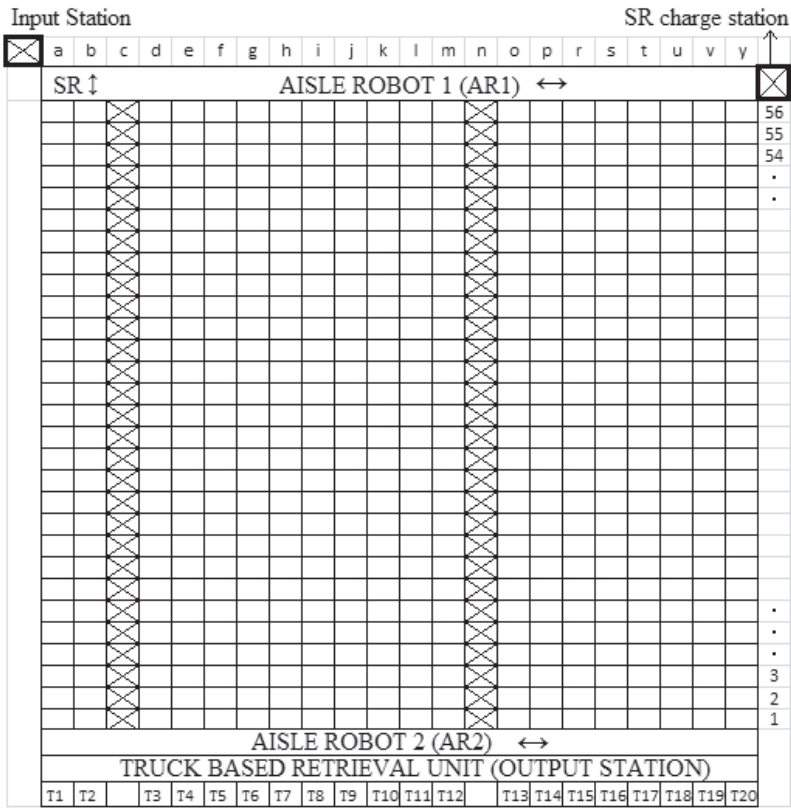 Input Station SR charge station
a b c d e f g h i j k l m n o p r s t u v y
SR ↕ AISLE ROBOT 1 (AR1) ↔
56
55
54
.
.
.
.
.
3
2
1
AISLE ROBOT 2 (AR2) ↔
TRUCK BASED RETRIEVAL UNIT (OUTPUT STATION)
T1 T2 T3 T4 T5 T6 T7 T8 T9 T10 T11 T12 T13 T14 T15 T16 T17 T18 T19 T20